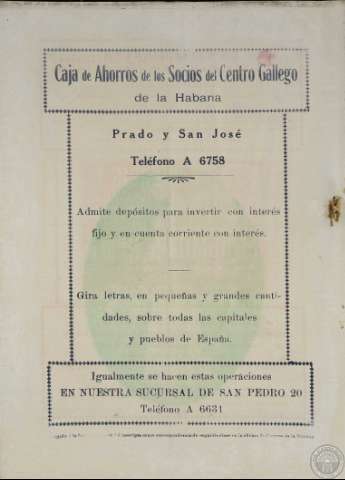 Caja de Ahorros de los Socios del Centro Gallego
de la Habana
Prado y San José
Teléfono A 6758
Admite depósitos para invertir con interés
fijo y en cuenta corriente con interés.
Gira letras, en pequeñas y grandes canti-
dades, sobre todas las capitales
y pueblos de España.
Igualmente se hacen estas operaciones
EN NUESTRA SUCURSAL DE SAN PEDRO 20
Teléfono A 6631
de la Habana